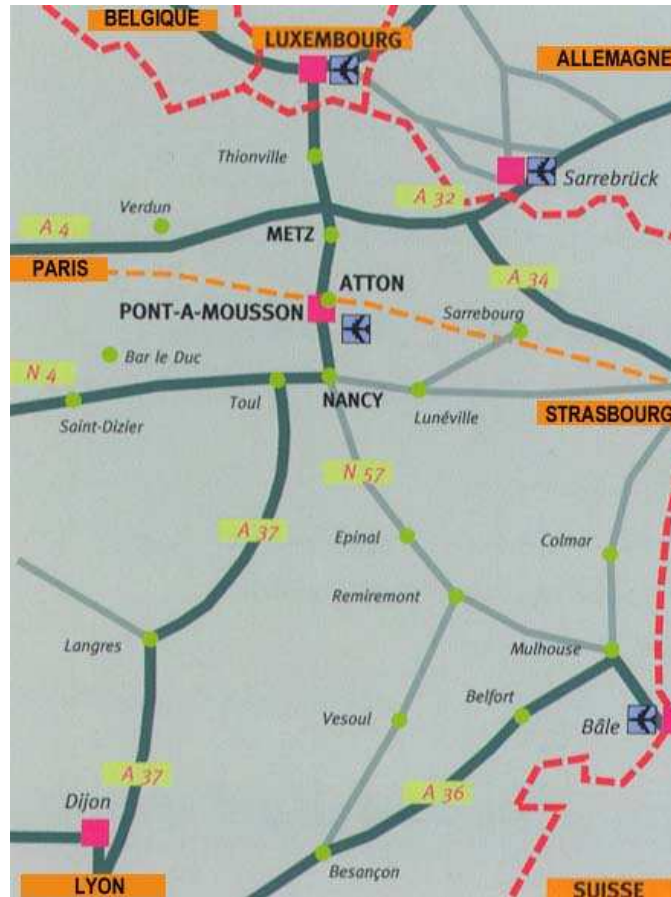 BELGIQUE
LUXEMBOURG
ALLEMAGNE
Thionville
Sarrebrück
A 32
Verdun
A 4
METZ
PARIS
A 34
ATTON
PONT-A-MOUSSON
Sarrebourg
Bar le Duc
N 4
Toul
NANCY
Lunéville
Saint-Dizier
STRASBOURG
N 57
A 37
Epinal
Colmar
Remiremont
Langres
Mulhouse
Belfort
Vesoul
Bâle
A 37
A 36
Dijon
Besançon
LYON
SUISSE